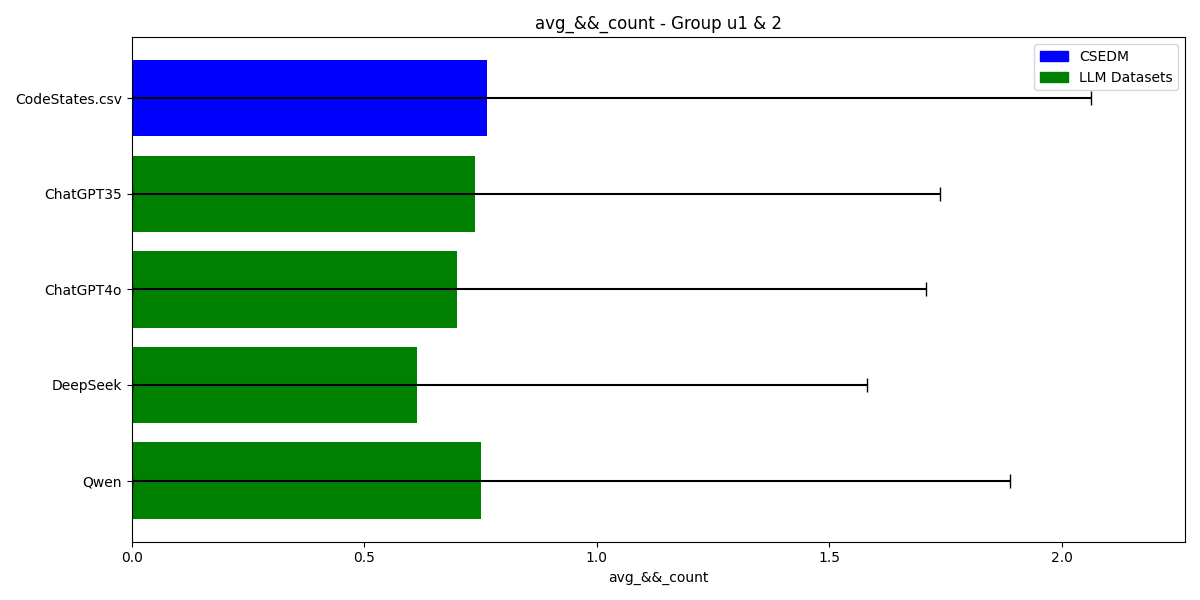 avg_&&_count - Group u1 & 2
CSEDM
LLM Datasets
CodeStates.csv
ChatGPT35
ChatGPT4o
DeepSeek
Qwen
0.0 0.5 1.0 1.5 2.0
avg_&&_count